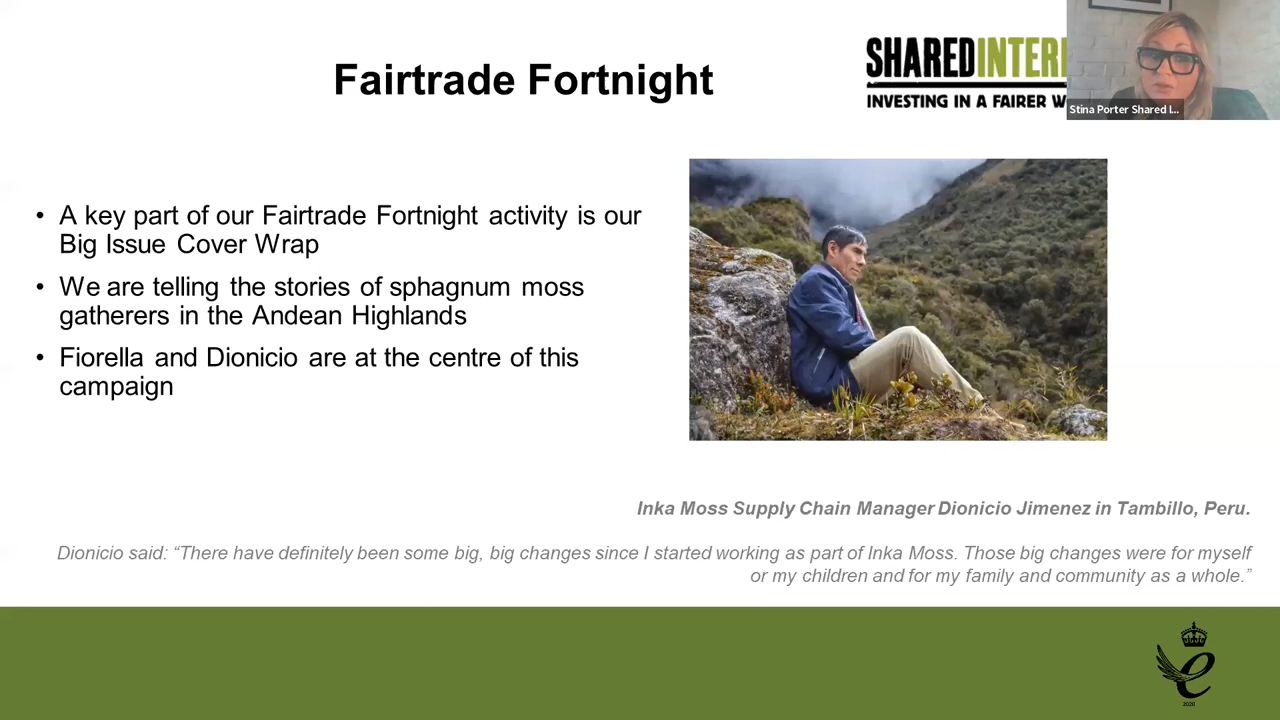 Fairtrade Fortnight
SHAREDINTER
INVESTING IN A FAIRER W
Stina Porter Shared I...
• A key part of our Fairtrade Fortnight activity is our
Big Issue Cover Wrap
• We are telling the stories of sphagnum moss
gatherers in the Andean Highlands
• Fiorella and Dionicio are at the centre of this
campaign
Inka Moss Supply Chain Manager Dionicio Jimenez in Tambillo, Peru.
Dionicio said: “There have definitely been some big, big changes since I started working as part of Inka Moss. Those big changes were for myself
or my children and for my family and community as a whole.”
e
2020